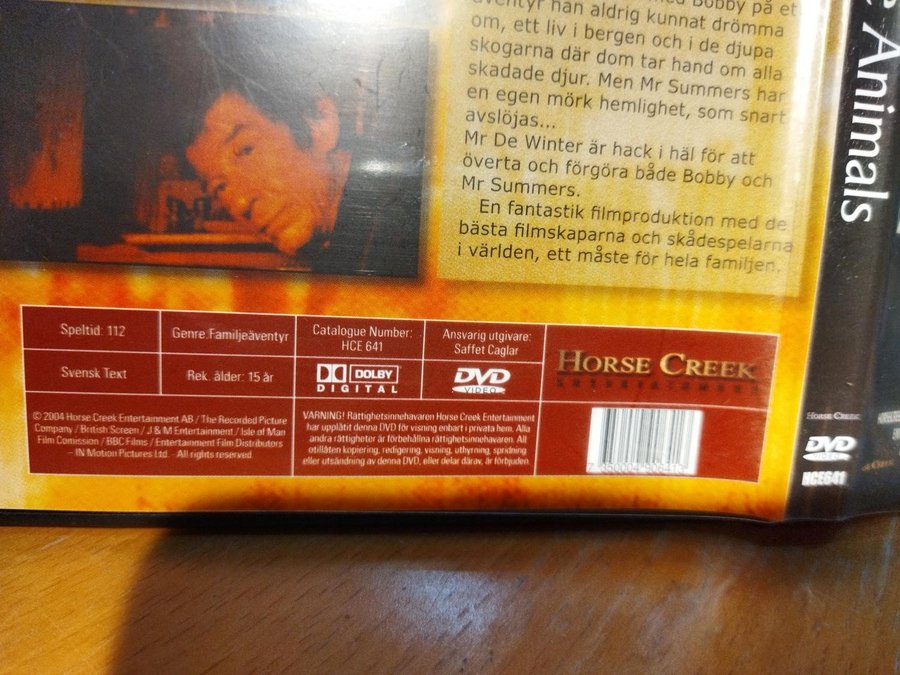 med Bobby på ett
äventyr han aldrig kunnat drömma
om, ett liv i bergen och i de djupa
skogarna där dom tar hand om alla
skadade djur. Men Mr Summers har
en egen mörk hemlighet, som snart
avslöjas...
Mr De Winter är hack i häl för att
överta och förgöra både Bobby och
Mr Summers.
En fantastik filmproduktion med de
bästa filmskaparna och skådespelarna
i världen, ett måste för hela familjen.
Speltid: 112
Genre:Familjeäventyr
Catalogue Number:
HCE 641
Ansvarig utgivare:
Saffet Caglar
Svensk Text
Rek. ålder: 15 år
DOLBY
DIGITAL
DVD
VIDEO
HORSE CREEK
ENTERTAINMENT
© 2004 Horse Creek Entertainment AB / The Recorded Picture
Company / British Screen / J & M Entertainment / Isle of Man
Film Comission / BBC Films / Entertainment Film Distributors
– IN Motion Pictures Ltd. - All rights reserved.
VARNING! Rättighetsinnehavaren Horse Creek Entertainment
har upplåtit denna DVD för visning enbart i privata hem. Alla
andra rättigheter är förbehållna rättighetsinnehavaren. All
otillåten kopiering, redigering, visning, uthyrning, spridning
eller utsändning av denna DVD, eller delar därav, är förbjuden.
Animals
HORSE CREEK
DVD
HCE641